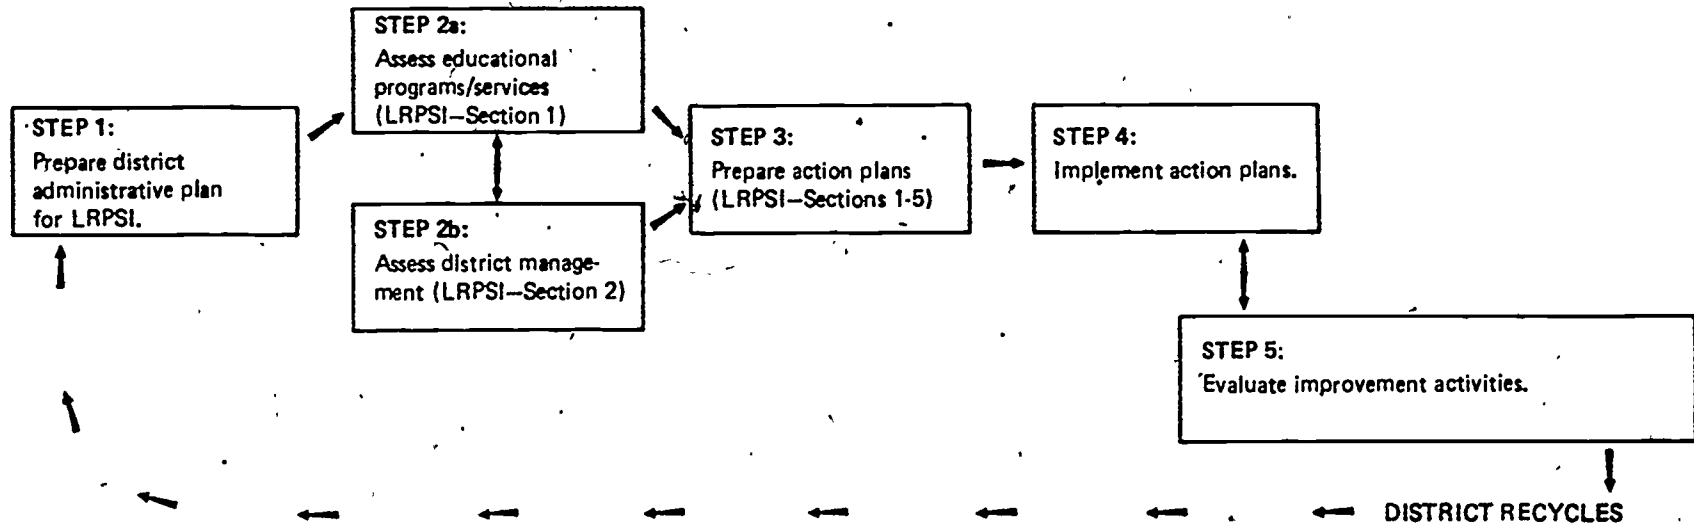 STEP 1:
Prepare district
administrative plan
for LRPSI.
STEP 2a:
Assess educational
programs/services
(LRPSI—Section 1)
STEP 2b:
Assess district manage-
ment (LRPSI—Section 2)
STEP 3:
Prepare action plans
(LRPSI—Sections 1-5)
STEP 4:
Implement action plans.
STEP 5:
Evaluate improvement activities.
DISTRICT RECYCLES